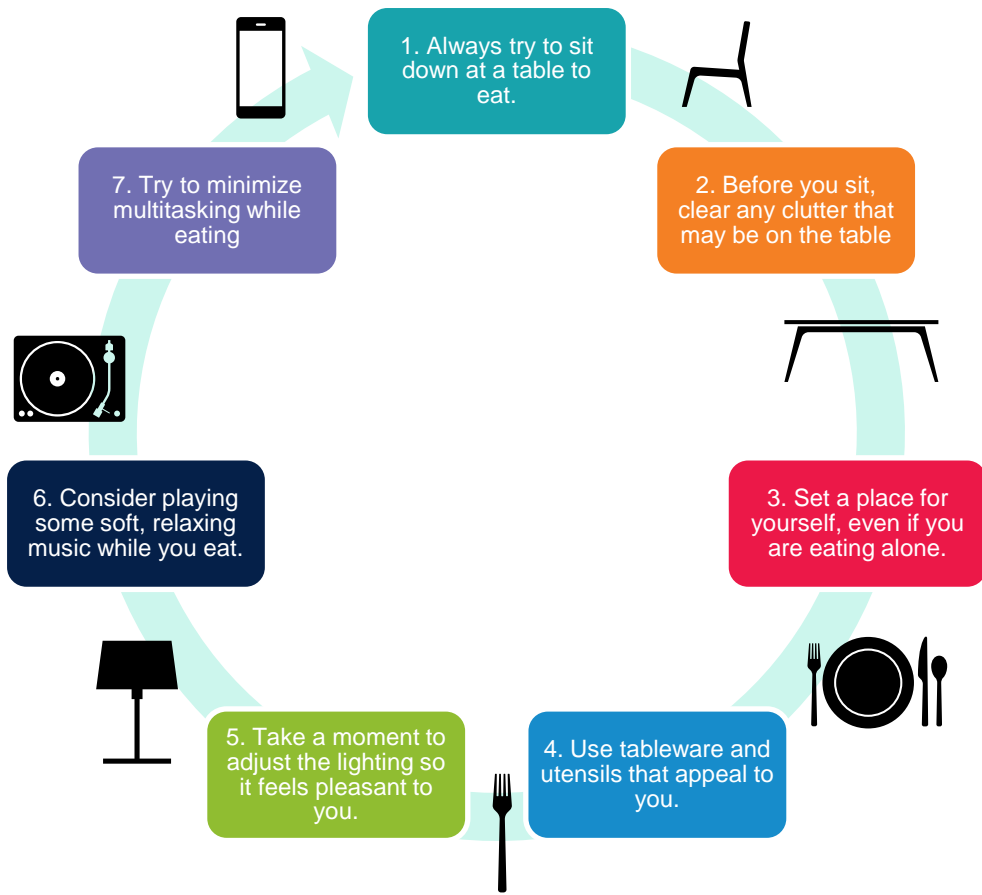 1. Always try to sit
down at a table to
eat.
2. Before you sit,
clear any clutter that
may be on the table
3. Set a place for
yourself, even if you
are eating alone.
4. Use tableware and
utensils that appeal to
you.
5. Take a moment to
adjust the lighting so
it feels pleasant to
you.
6. Consider playing
some soft, relaxing
music while you eat.
7. Try to minimize
multitasking while
eating